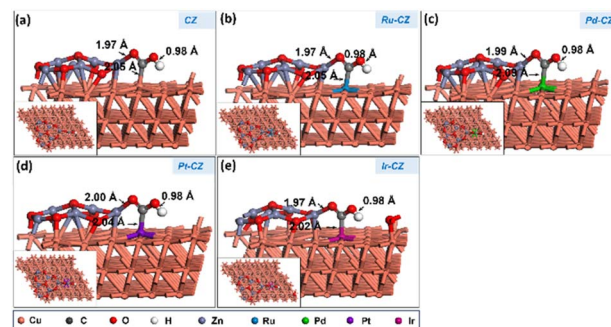 (a) CZ
1.97 Å 0.98 Å
2.05 Å
(b) Ru-CZ
1.97 Å 0.98 Å
2.05 Å
(c) Pd-CZ
1.99 Å 0.98 Å
2.09 Å
(d) Pt-CZ
2.00 Å 0.98 Å
2.04 Å
(e) Ir-CZ
1.97 Å 0.98 Å
2.02 Å
Cu C O H Zn Ru Pd Pt Ir